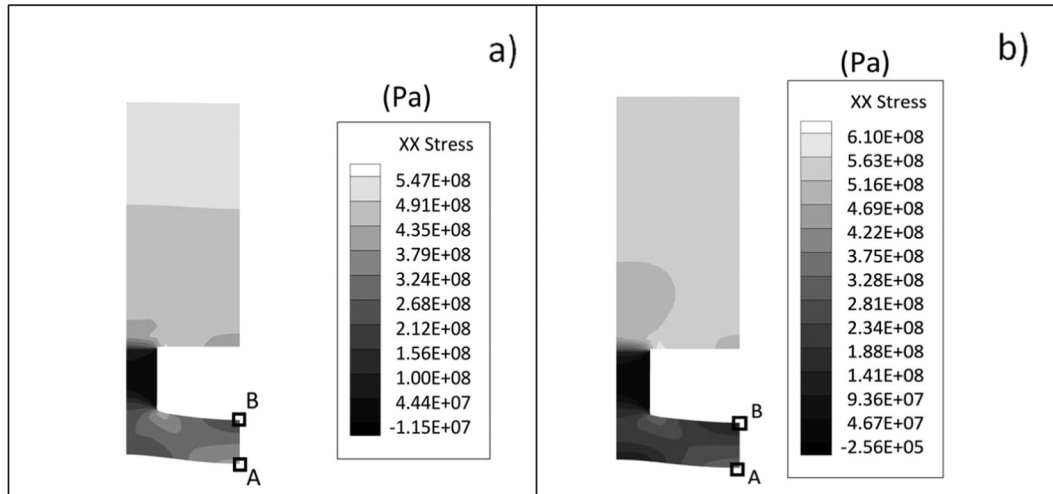 a)
(Pa)
XX Stress
5.47E+08
4.91E+08
4.35E+08
3.79E+08
3.24E+08
2.68E+08
2.12E+08
1.56E+08
1.00E+08
4.44E+07
-1.15E+07
B
A
b)
(Pa)
XX Stress
6.10E+08
5.63E+08
5.16E+08
4.69E+08
4.22E+08
3.75E+08
3.28E+08
2.81E+08
2.34E+08
1.88E+08
1.41E+08
9.36E+07
4.67E+07
-2.56E+05
B
A